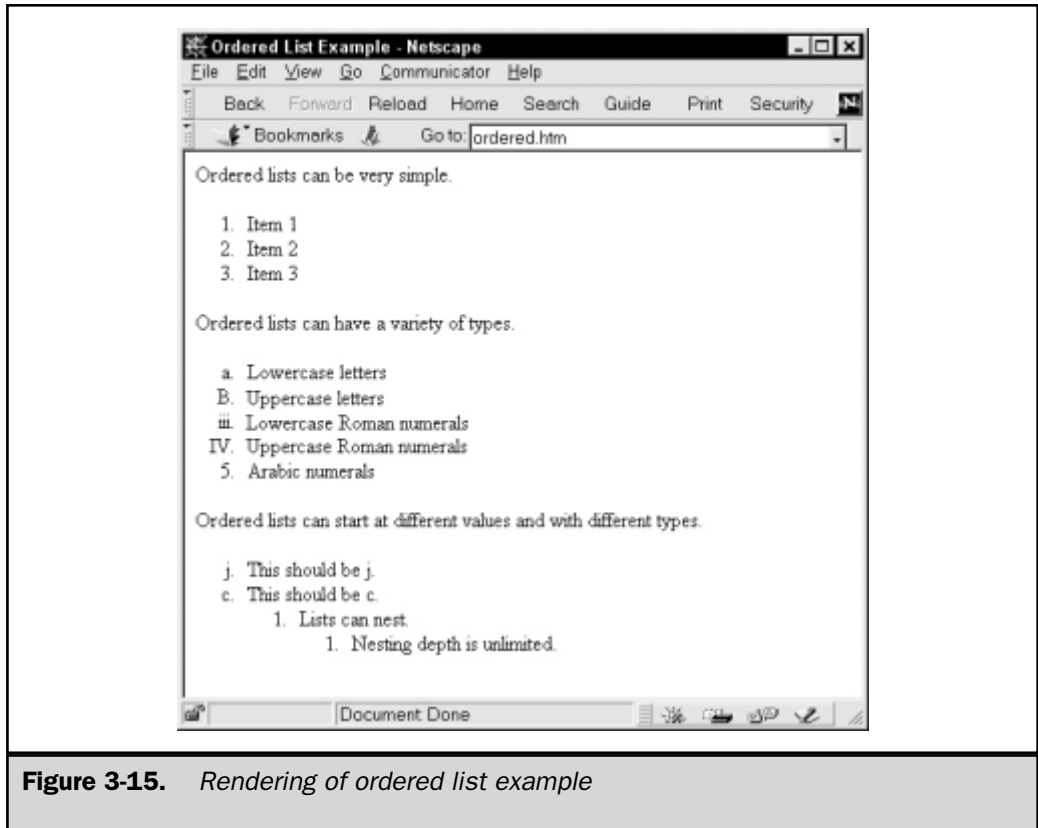 Ordered List Example - Netscape
File Edit View Go Communicator Help
Back Forward Reload Home Search Guide Print Security N
Bookmarks Go to: ordered.htm
Ordered lists can be very simple.
1. Item 1
2. Item 2
3. Item 3
Ordered lists can have a variety of types.
a. Lowercase letters
B. Uppercase letters
iii. Lowercase Roman numerals
IV. Uppercase Roman numerals
5. Arabic numerals
Ordered lists can start at different values and with different types.
j. This should be j.
c. This should be c.
1. Lists can nest.
1. Nesting depth is unlimited.
Document: Done
Figure 3-15. Rendering of ordered list example